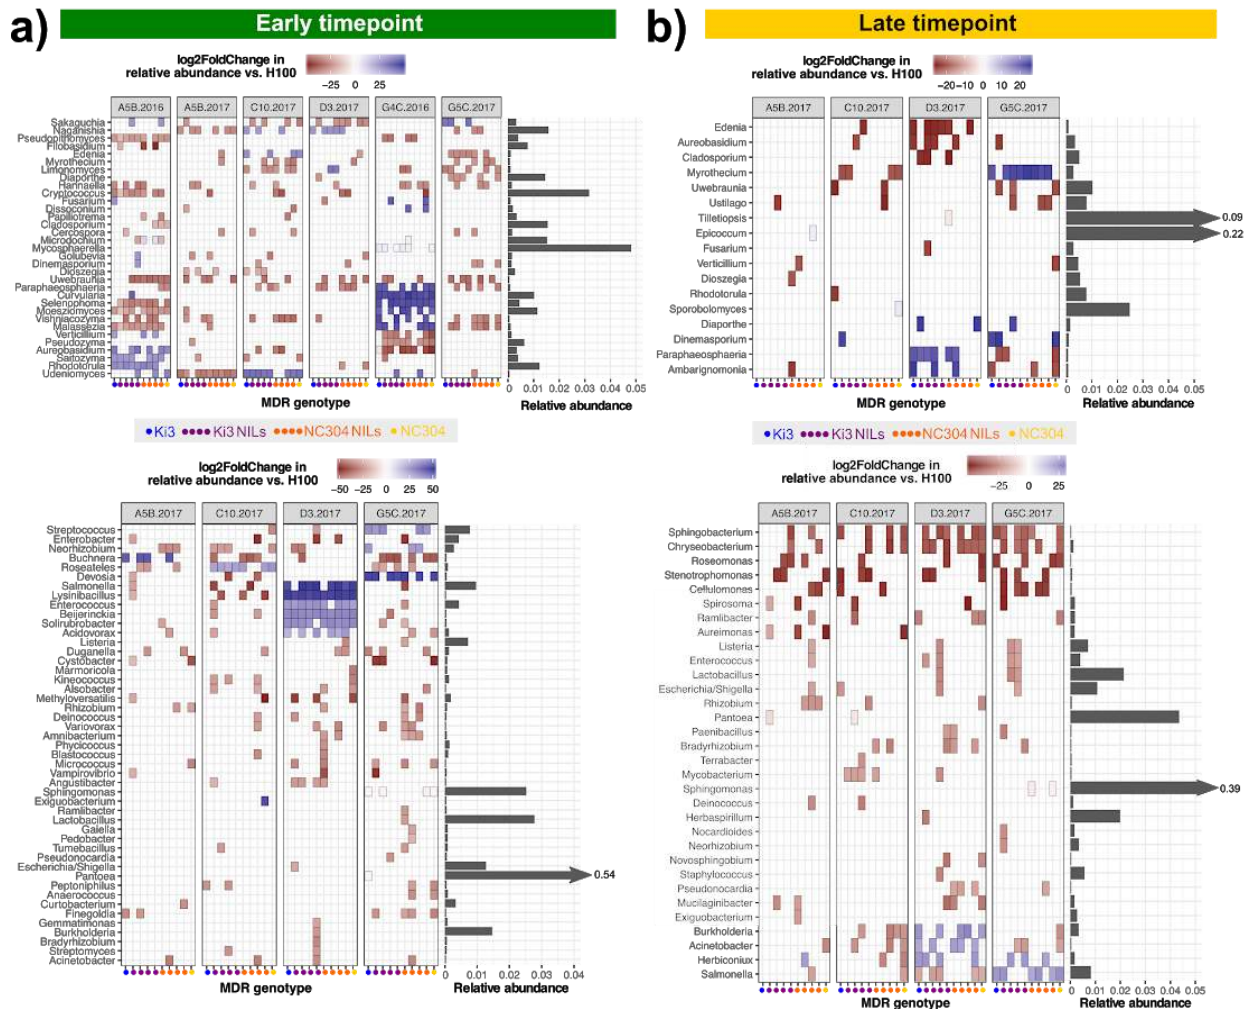 a)
Early timepoint
log2FoldChange in
relative abundance vs. H100
−25 0 25
A5B.2016 A5B.2017 C10.2017 D3.2017 G4C.2016 G5C.2017
Sakaguchia
Naganishia
Pseudopithomyces
Filobasidium
Edenia
Myrothecium
Limonomyces
Diaporthe
Hannaella
Cryptococcus
Fusarium
Dissoconium
Papiliotrema
Cladosporium
Cercospora
Microdochium
Mycosphaerella
Golubevia
Dinemasporium
Dioszegia
Uwebraunia
Paraphaeosphaeria
Curvularia
Selenophoma
Moesziomyces
Vishniacozyma
Malassezia
Verticillium
Pseudozyma
Aureobasidium
Saitozyma
Rhodotorula
Udeniomyces
0 0.01 0.02 0.03 0.04 0.05
MDR genotype
Relative abundance
Ki3 Ki3 NILs NC304 NILs NC304
log2FoldChange in
relative abundance vs. H100
−50 −25 0 25 50
A5B.2017 C10.2017 D3.2017 G5C.2017
Streptococcus
Enterobacter
Neorhizobium
Buchnera
Roseateles
Devosia
Salmonella
Lysinibacillus
Enterococcus
Beijerinckia
Solirubrobacter
Acidovorax
Listeria
Duganella
Cystobacter
Marmoricola
Kineococcus
Alsobacter
Methyloversatilis
Rhizobium
Deinococcus
Variovorax
Amnibacterium
Phycicoccus
Blastococcus
Micrococcus
Vampirovibrio
Angustibacter
Sphingomonas
Exiguobacterium
Ramlibacter
Lactobacillus
Gaiella
Pedobacter
Tumebacillus
Pseudonocardia
Escherichia/Shigella
Pantoea
0.54
Peptoniphilus
Anaerococcus
Curtobacterium
Finegoldia
Gemmatimonas
Burkholderia
Bradyrhizobium
Streptomyces
Acinetobacter
0 0.01 0.02 0.03 0.04
MDR genotype
Relative abundance
b)
Late timepoint
log2FoldChange in
relative abundance vs. H100
−20 −10 0 10 20
A5B.2017 C10.2017 D3.2017 G5C.2017
Edenia
Aureobasidium
Cladosporium
Myrothecium
Uwebraunia
Ustilago
Tilletiopsis
0.09
Epicoccum
0.22
Fusarium
Verticillium
Dioszegia
Rhodotorula
Sporobolomyces
Diaporthe
Dinemasporium
Paraphaeosphaeria
Ambarignomonia
0 0.01 0.02 0.03 0.04 0.05
MDR genotype
Relative abundance
Ki3 Ki3 NILs NC304 NILs NC304
log2FoldChange in
relative abundance vs. H100
−25 0 25
A5B.2017 C10.2017 D3.2017 G5C.2017
Sphingobacterium
Chryseobacterium
Roseomonas
Stenotrophomonas
Cellulomonas
Spirosoma
Ramlibacter
Aureimonas
Listeria
Enterococcus
Lactobacillus
Escherichia/Shigella
Rhizobium
Pantoea
Paenibacillus
Bradyrhizobium
Terrabacter
Mycobacterium
Sphingomonas
0.39
Deinococcus
Herbaspirillum
Nocardioides
Neorhizobium
Novosphingobium
Staphylococcus
Pseudonocardia
Mucilaginibacter
Exiguobacterium
Burkholderia
Acinetobacter
Herbiconiux
Salmonella
0 0.01 0.02 0.03 0.04 0.05
MDR genotype
Relative abundance